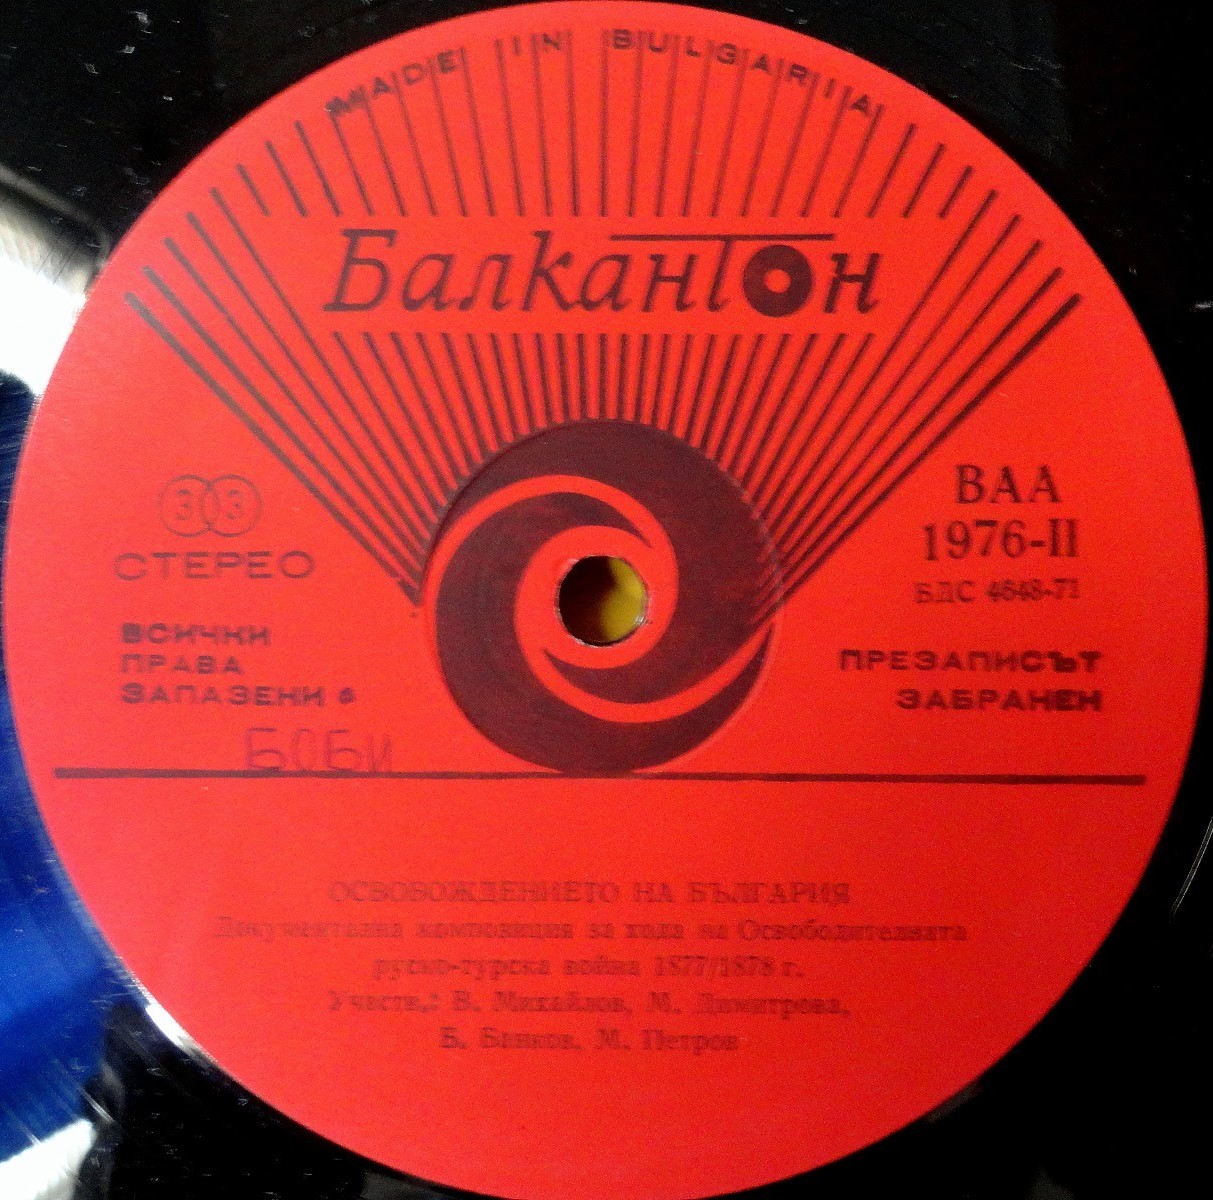 MADE IN BULGARIA
Балкантон
33
СТЕРЕО
ВСИЧКИ
ПРАВА
ЗАПАЗЕНИ
БОБИ
ВАА
1976-II
БДС 4648-71
ПРЕЗАПИСЪТ
ЗАБРАНЕН
ОСВОБОЖДЕНИЕТО НА БЪЛГАРИЯ
Документална композиция за хода на Освободителната
руско-турска война 1877/1878 г.
Участв.: В. Михайлов, М. Димитрова,
Б. Банков, М. Петров